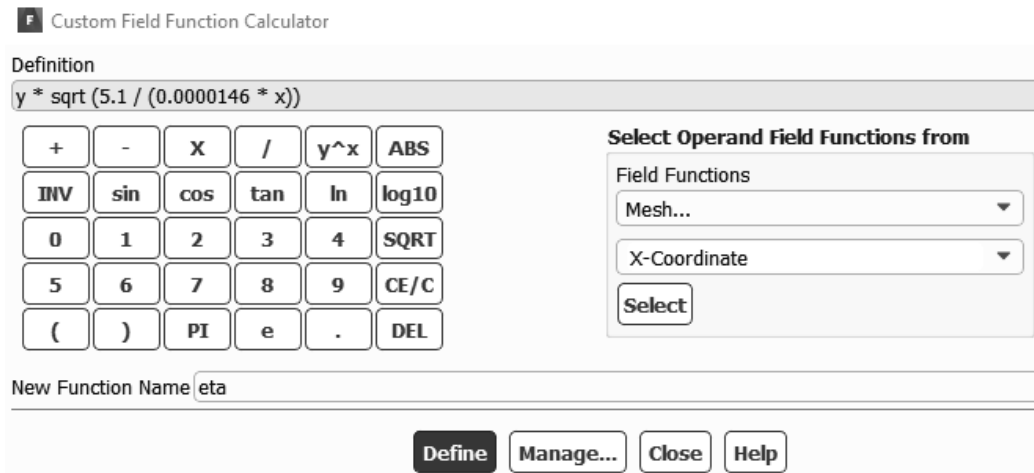 F Custom Field Function Calculator
Definition
y * sqrt (5.1 / (0.0000146 * x))
+ - X / y^x ABS
INV sin cos tan ln log10
0 1 2 3 4 SQRT
5 6 7 8 9 CE/C
( ) PI e . DEL
Select Operand Field Functions from
Field Functions
Mesh...
X-Coordinate
Select
New Function Name eta
Define Manage... Close Help